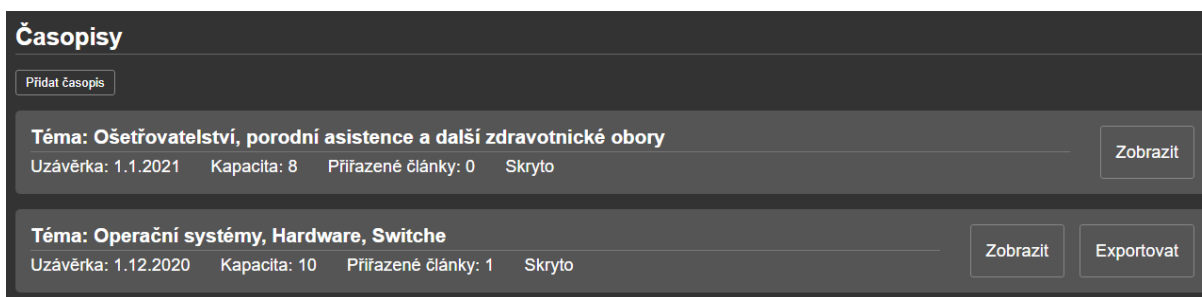 Časopisy
Přidat časopis
Téma: Ošetřovatelství, porodní asistence a další zdravotnické obory
Uzávěrka: 1.1.2021 Kapacita: 8 Přiřazené články: 0 Skryto
Zobrazit
Téma: Operační systémy, Hardware, Switche
Uzávěrka: 1.12.2020 Kapacita: 10 Přiřazené články: 1 Skryto
Zobrazit Exportovat